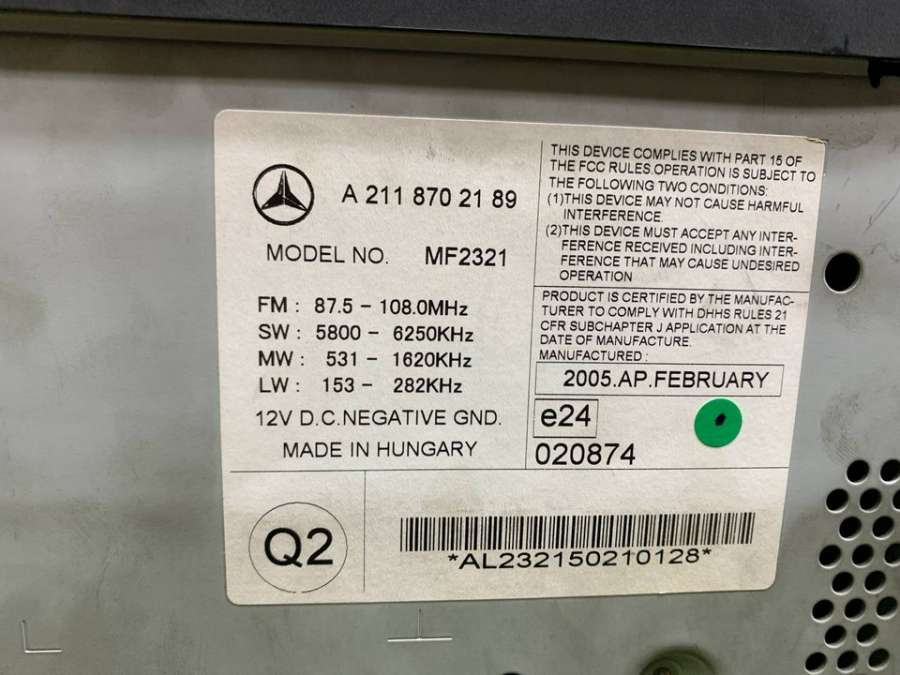 A 211 870 21 89
MODEL NO. MF2321
FM : 87.5 - 108.0MHz
SW : 5800 - 6250KHz
MW : 531 - 1620KHz
LW : 153 - 282KHz
12V D.C.NEGATIVE GND.
MADE IN HUNGARY
THIS DEVICE COMPLIES WITH PART 15 OF
THE FCC RULES.OPERATION IS SUBJECT TO
THE FOLLOWING TWO CONDITIONS:
(1)THIS DEVICE MAY NOT CAUSE HARMFUL
INTERFERENCE.
(2)THIS DEVICE MUST ACCEPT ANY INTER-
FERENCE RECEIVED INCLUDING INTER-
FERENCE THAT MAY CAUSE UNDESIRED
OPERATION
PRODUCT IS CERTIFIED BY THE MANUFAC-
TURER TO COMPLY WITH DHHS RULES 21
CFR SUBCHAPTER J APPLICATION AT THE
DATE OF MANUFACTURE.
MANUFACTURED :
2005.AP.FEBRUARY
e24
020874
Q2
*AL232150210128*